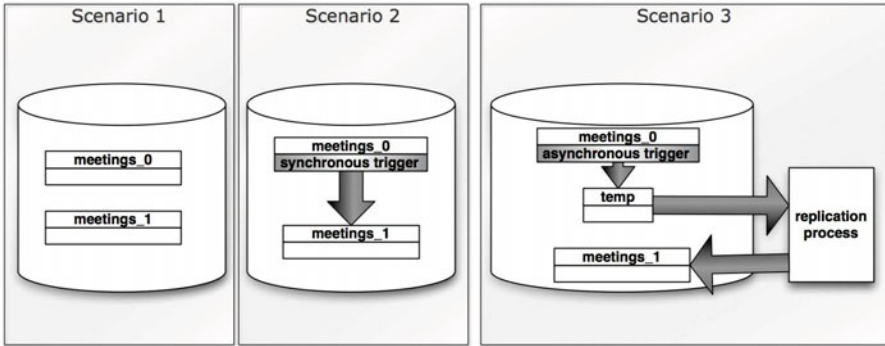 Scenario 1
meetings_0
meetings_1
Scenario 2
meetings_0
synchronous trigger
meetings_1
Scenario 3
meetings_0
asynchronous trigger
temp
replication
process
meetings_1